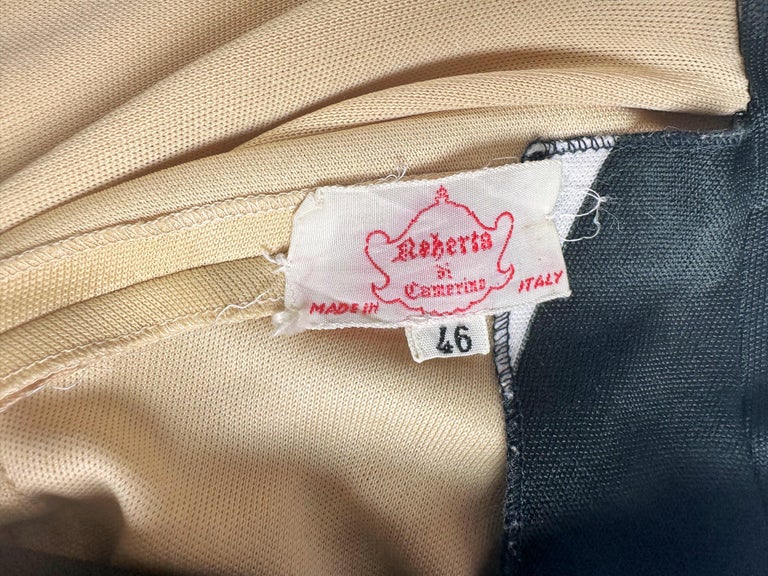 Roberta
di
Camerino
MADE IN ITALY
46